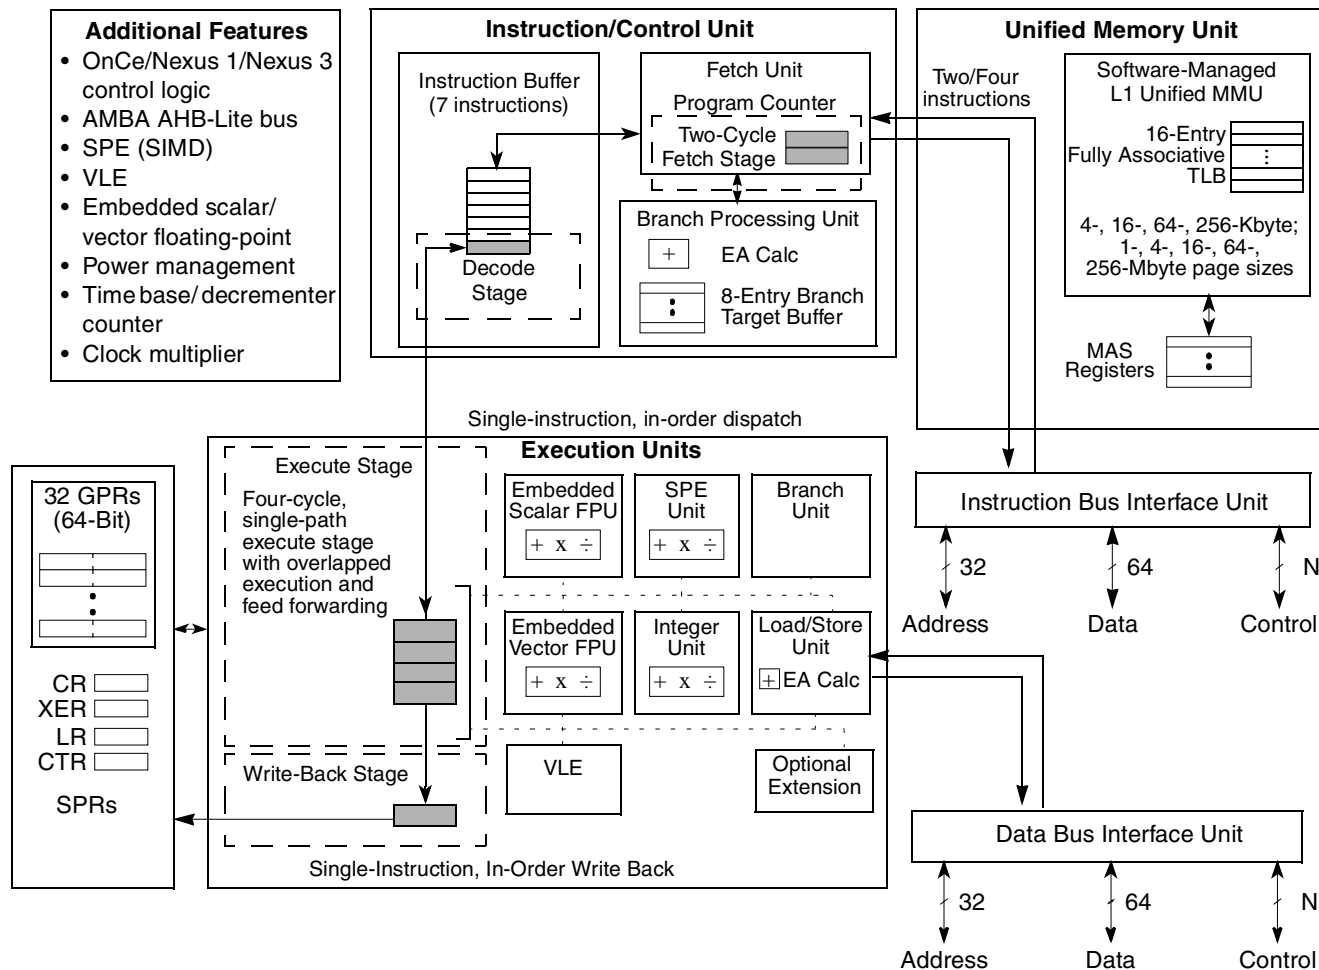 Additional Features
• OnCe/Nexus 1/Nexus 3
control logic
• AMBA AHB-Lite bus
• SPE (SIMD)
• VLE
• Embedded scalar/
vector floating-point
• Power management
• Time base/ decrementer
counter
• Clock multiplier
Instruction/Control Unit
Instruction Buffer
(7 instructions)
Decode
Stage
Fetch Unit
Program Counter
Two-Cycle
Fetch Stage
Branch Processing Unit
+
EA Calc
8-Entry Branch
Target Buffer
Two/Four
instructions
Unified Memory Unit
Software-Managed
L1 Unified MMU
16-Entry
Fully Associative
TLB
4-, 16-, 64-, 256-Kbyte;
1-, 4-, 16-, 64-,
256-Mbyte page sizes
MAS
Registers
Single-instruction, in-order dispatch
Execution Units
Execute Stage
Four-cycle,
single-path
execute stage
with overlapped
execution and
feed forwarding
Write-Back Stage
Embedded
Scalar FPU
+ x ÷
SPE
Unit
+ x ÷
Branch
Unit
Embedded
Vector FPU
+ x ÷
Integer
Unit
+ x ÷
Load/Store
Unit
+ EA Calc
VLE
Optional
Extension
Single-Instruction, In-Order Write Back
32 GPRs
(64-Bit)
CR
XER
LR
CTR
SPRs
Instruction Bus Interface Unit
32
64
N
Address
Data
Control
Data Bus Interface Unit
32
64
N
Address
Data
Control